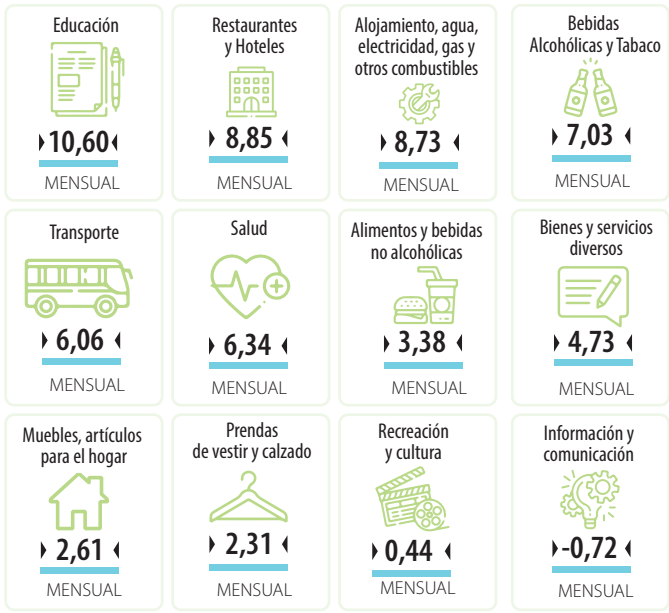 Educación
10,60
MENSUAL
Restaurantes
y Hoteles
8,85
MENSUAL
Alojamiento, agua,
electricidad, gas y
otros combustibles
8,73
MENSUAL
Bebidas
Alcohólicas y Tabaco
7,03
MENSUAL
Transporte
6,06
MENSUAL
Salud
6,34
MENSUAL
Alimentos y bebidas
no alcohólicas
3,38
MENSUAL
Bienes y servicios
diversos
4,73
MENSUAL
Muebles, artículos
para el hogar
2,61
MENSUAL
Prendas
de vestir y calzado
2,31
MENSUAL
Recreación
y cultura
0,44
MENSUAL
Información y
comunicación
-0,72
MENSUAL